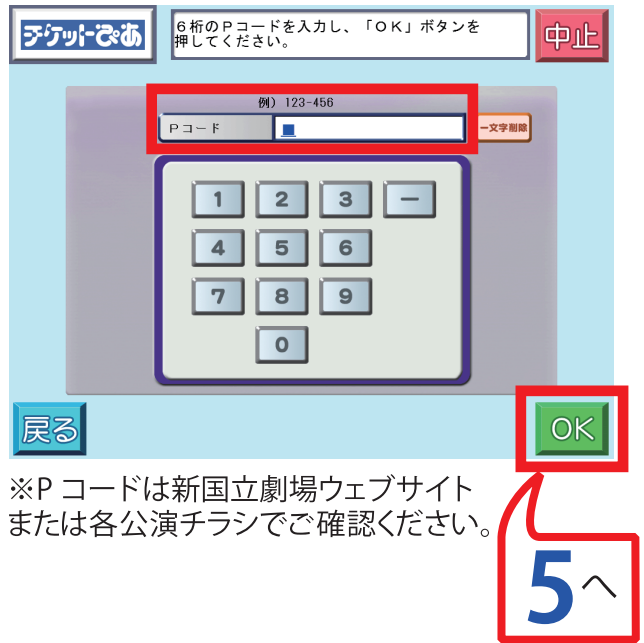 チケットぴあ
6桁のPコードを入力し、「OK」ボタンを
押してください。
中止
例) 123-456
Pコード
一文字削除
1 2 3 ー
4 5 6
7 8 9
0
戻る
OK
※P コードは新国立劇場ウェブサイト
または各公演チラシでご確認ください。
5へ